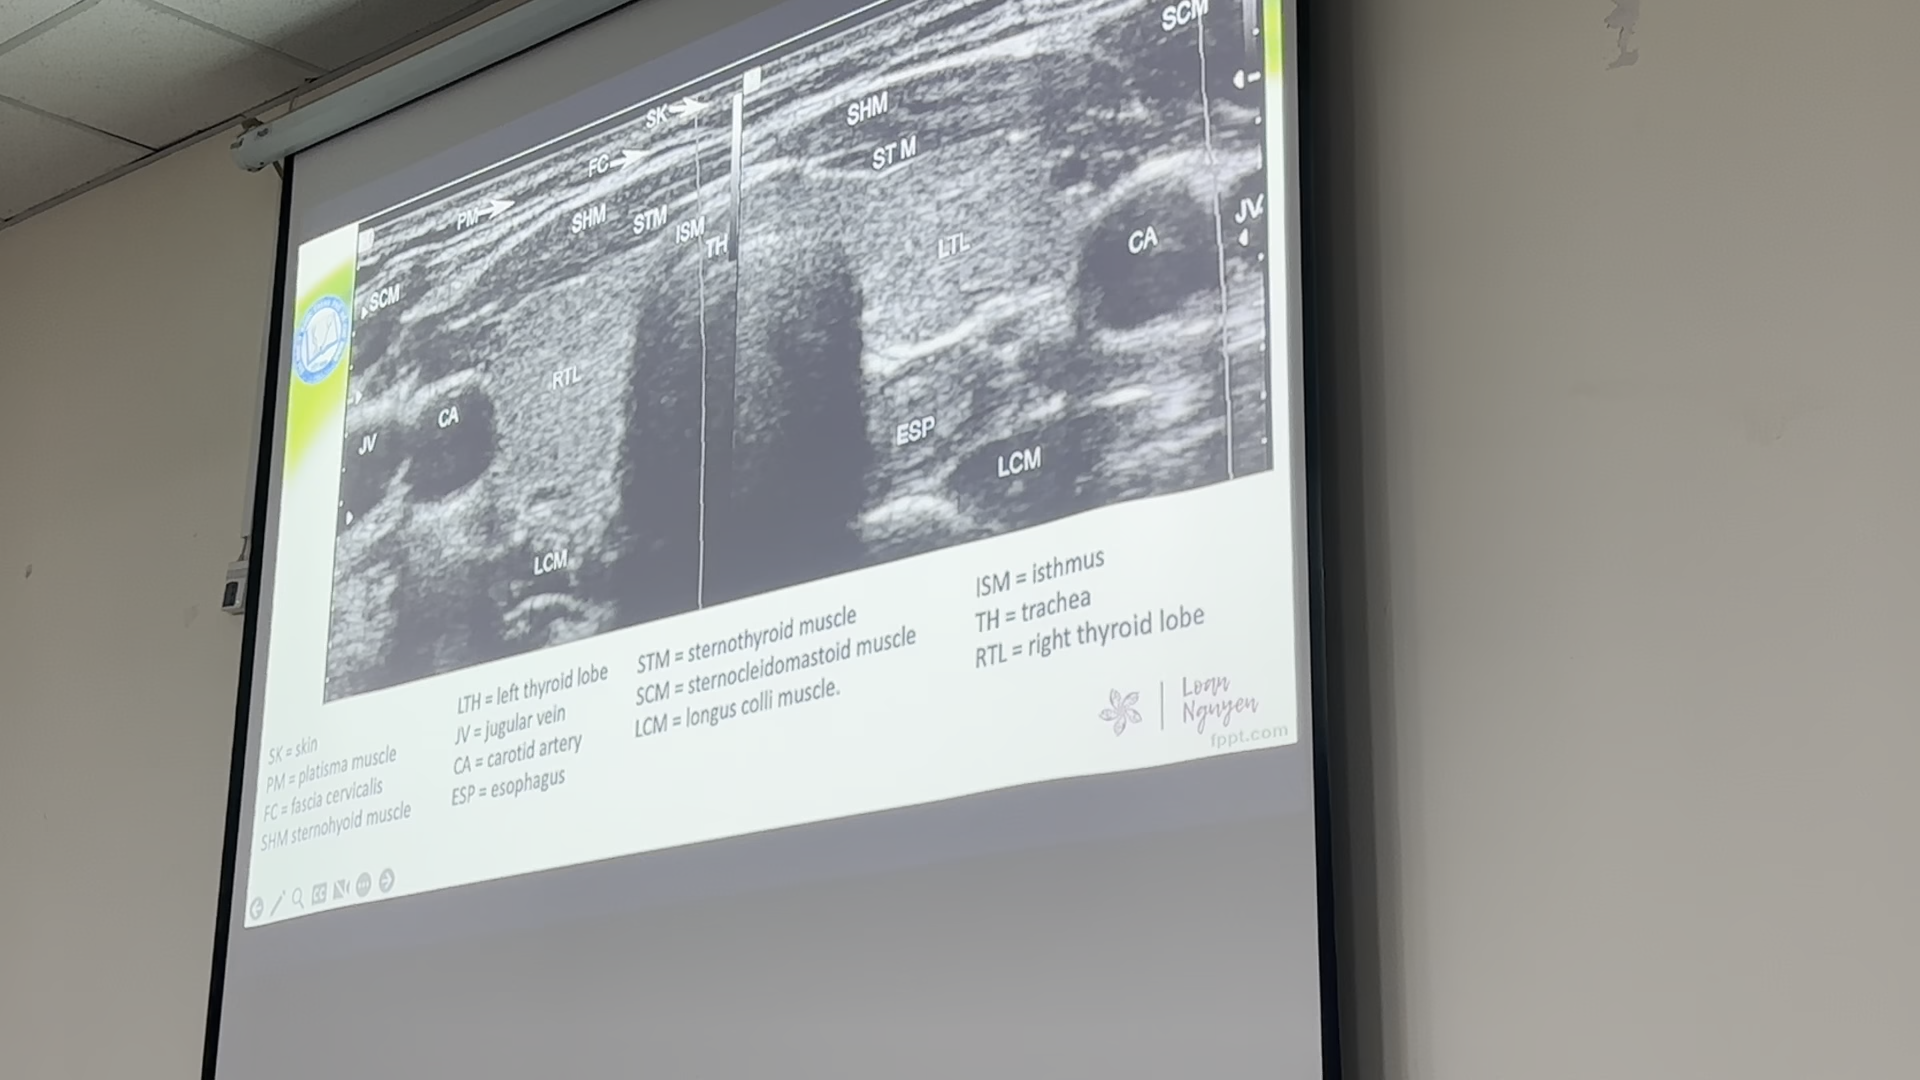 SCM
SK
SHM
FC
ST M
PM
SHM
STM
ISM
TH
JV
CA
LTL
SCM
RTL
CA
JV
ESP
LCM
LCM
ISM = isthmus
TH = trachea
RTL = right thyroid lobe
STM = sternothyroid muscle
SCM = sternocleidomastoid muscle
LCM = longus colli muscle.
LTH = left thyroid lobe
JV = jugular vein
CA = carotid artery
ESP = esophagus
SK = skin
PM = platisma muscle
FC = fascia cervicalis
SHM sternohyoid muscle
Loan
Nguyen
fppt.com